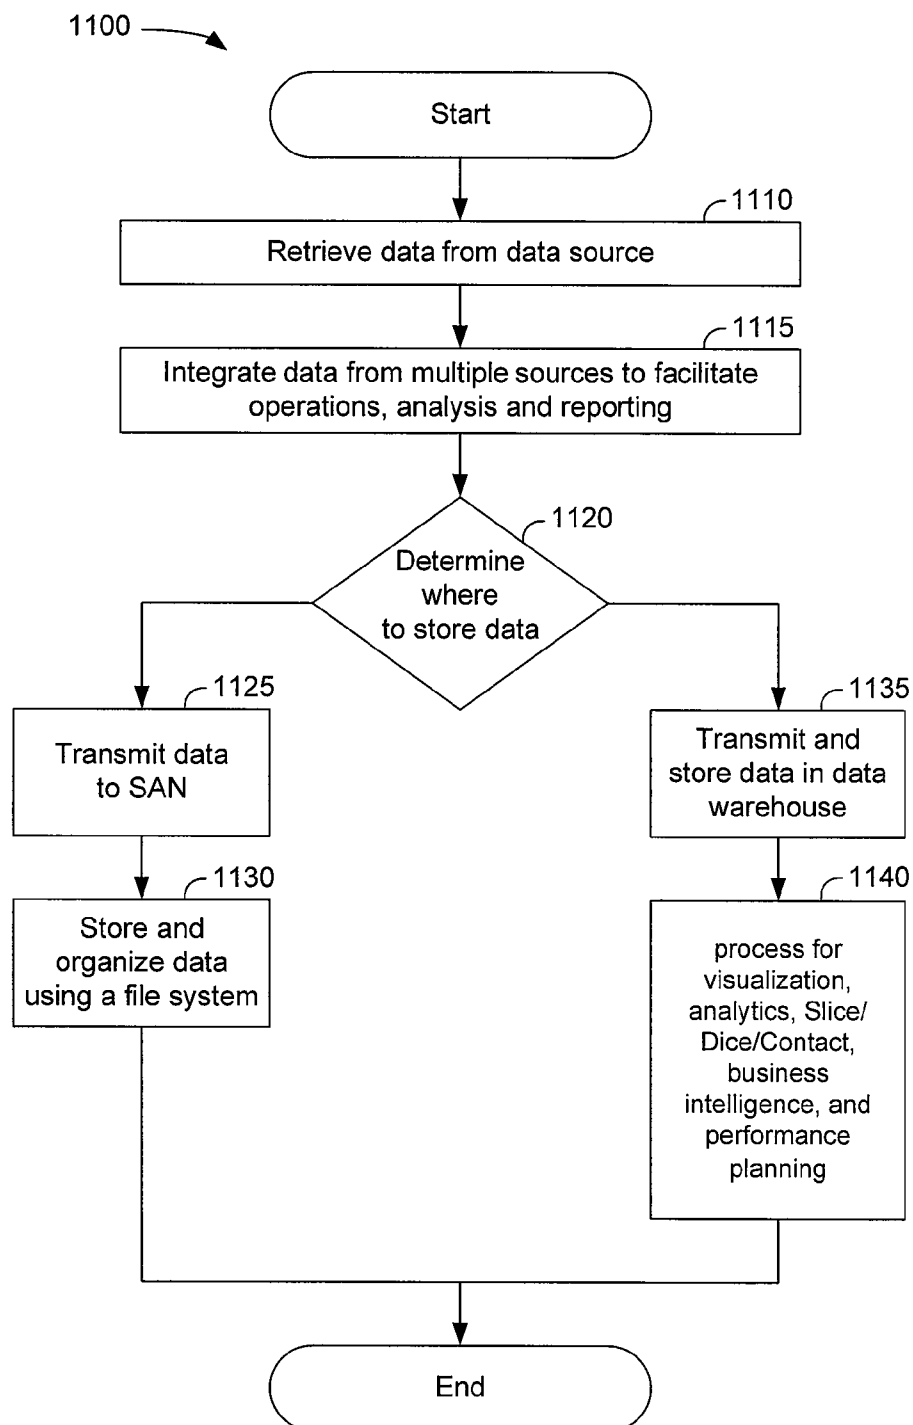 1100
Start
1110
Retrieve data from data source
1115
Integrate data from multiple sources to facilitate
operations, analysis and reporting
1120
Determine
where
to store data
1125
Transmit data
to SAN
1130
Store and
organize data
using a file system
1135
Transmit and
store data in data
warehouse
1140
process for
visualization,
analytics, Slice/
Dice/Contact,
business
intelligence, and
performance
planning
End